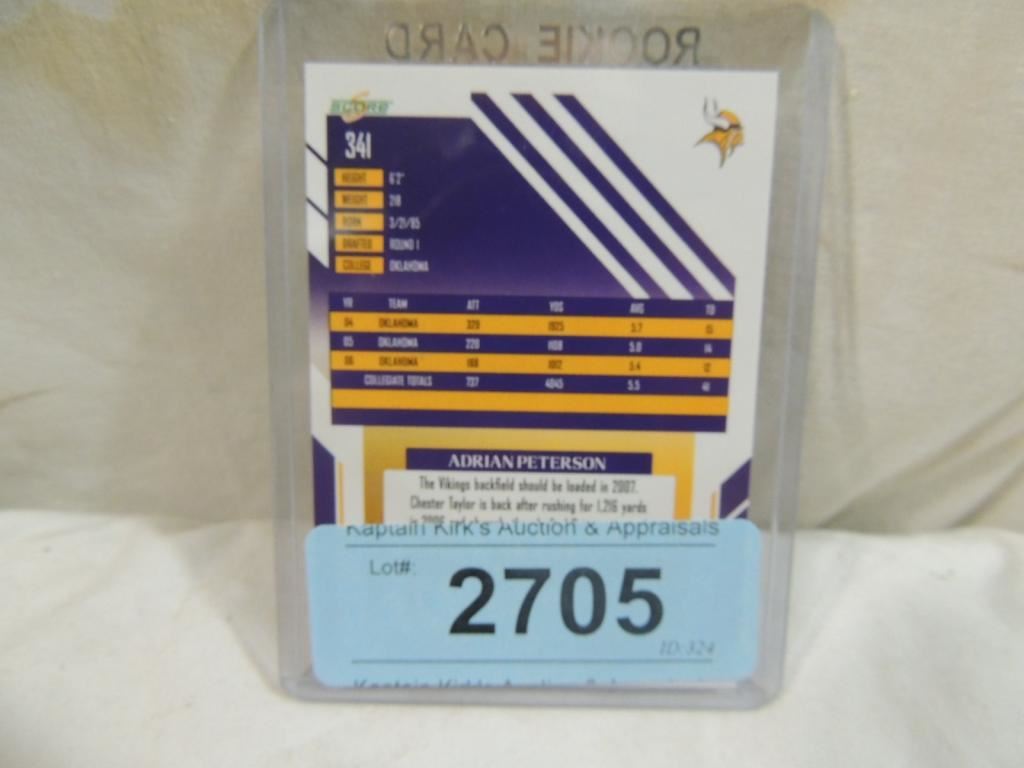 ROOKIE CARD
SCORE
341
HEIGHT 6'2"
WEIGHT 218
BORN 3/21/85
DRAFTED ROUND 1
COLLEGE OKLAHOMA
YR TEAM ATT YDS AVG TD
04 OKLAHOMA 329 1925 5.7 15
05 OKLAHOMA 220 1108 5.0 14
06 OKLAHOMA 188 1012 5.4 12
COLLEGIATE TOTALS 737 4045 5.5 41
ADRIAN PETERSON
The Vikings backfield should be loaded in 2007.
Chester Taylor is back after rushing for 1,216 yards
Kaptain Kirk's Auction & Appraisals
Lot#:
2705
ID:324